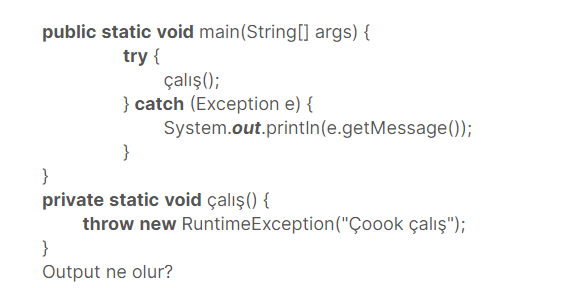 public static void main(String[] args) {
try {
çalış();
} catch (Exception e) {
System.out.println(e.getMessage());
}
}
private static void çalış() {
throw new RuntimeException("Çoook çalış");
}
Output ne olur?